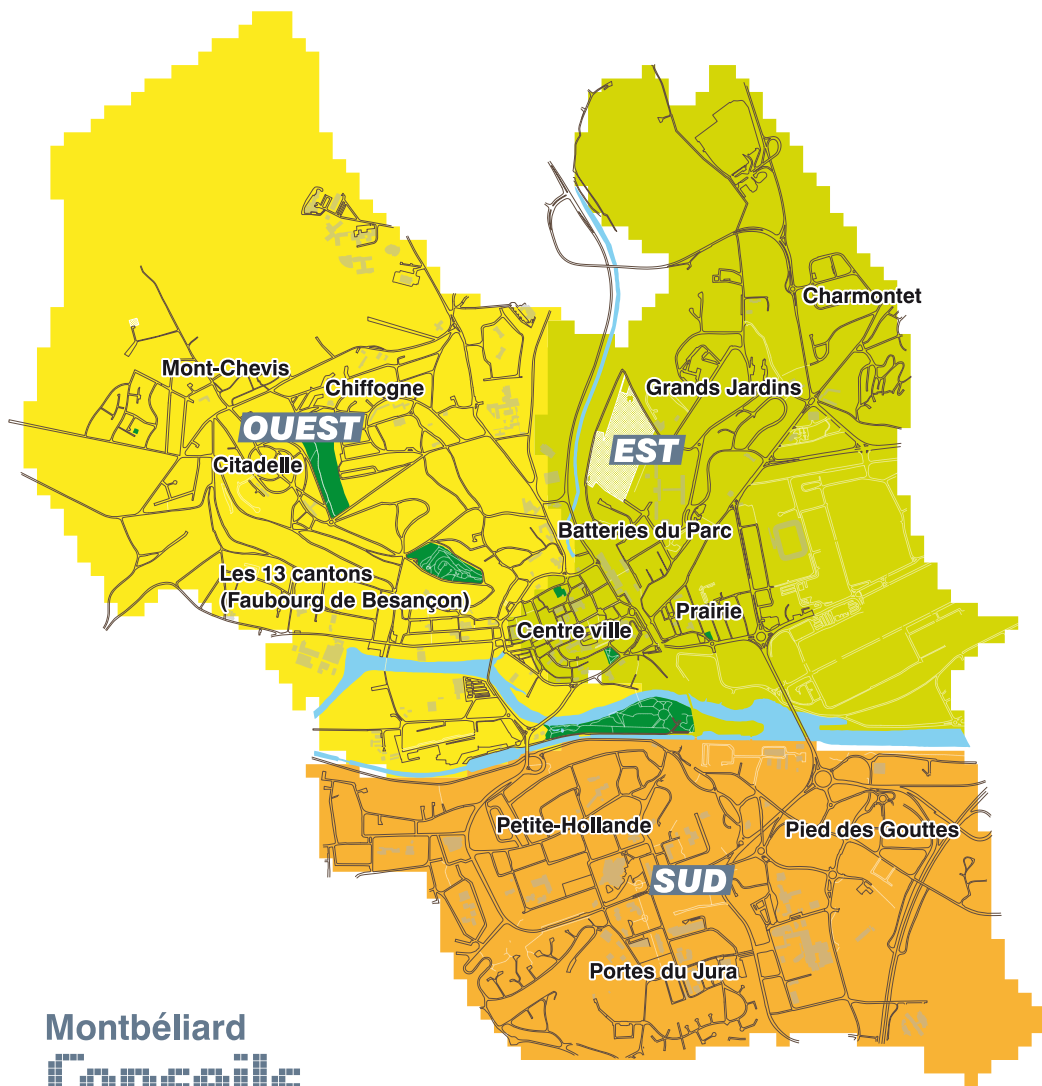 Charmontet
Mont-Chevis
Chiffogne
Grands Jardins
OUEST
EST
Citadelle
Batteries du Parc
Les 13 cantons
(Faubourg de Besançon)
Prairie
Centre ville
Petite-Hollande
Pied des Gouttes
SUD
Portes du Jura
Montbéliard
Conseils